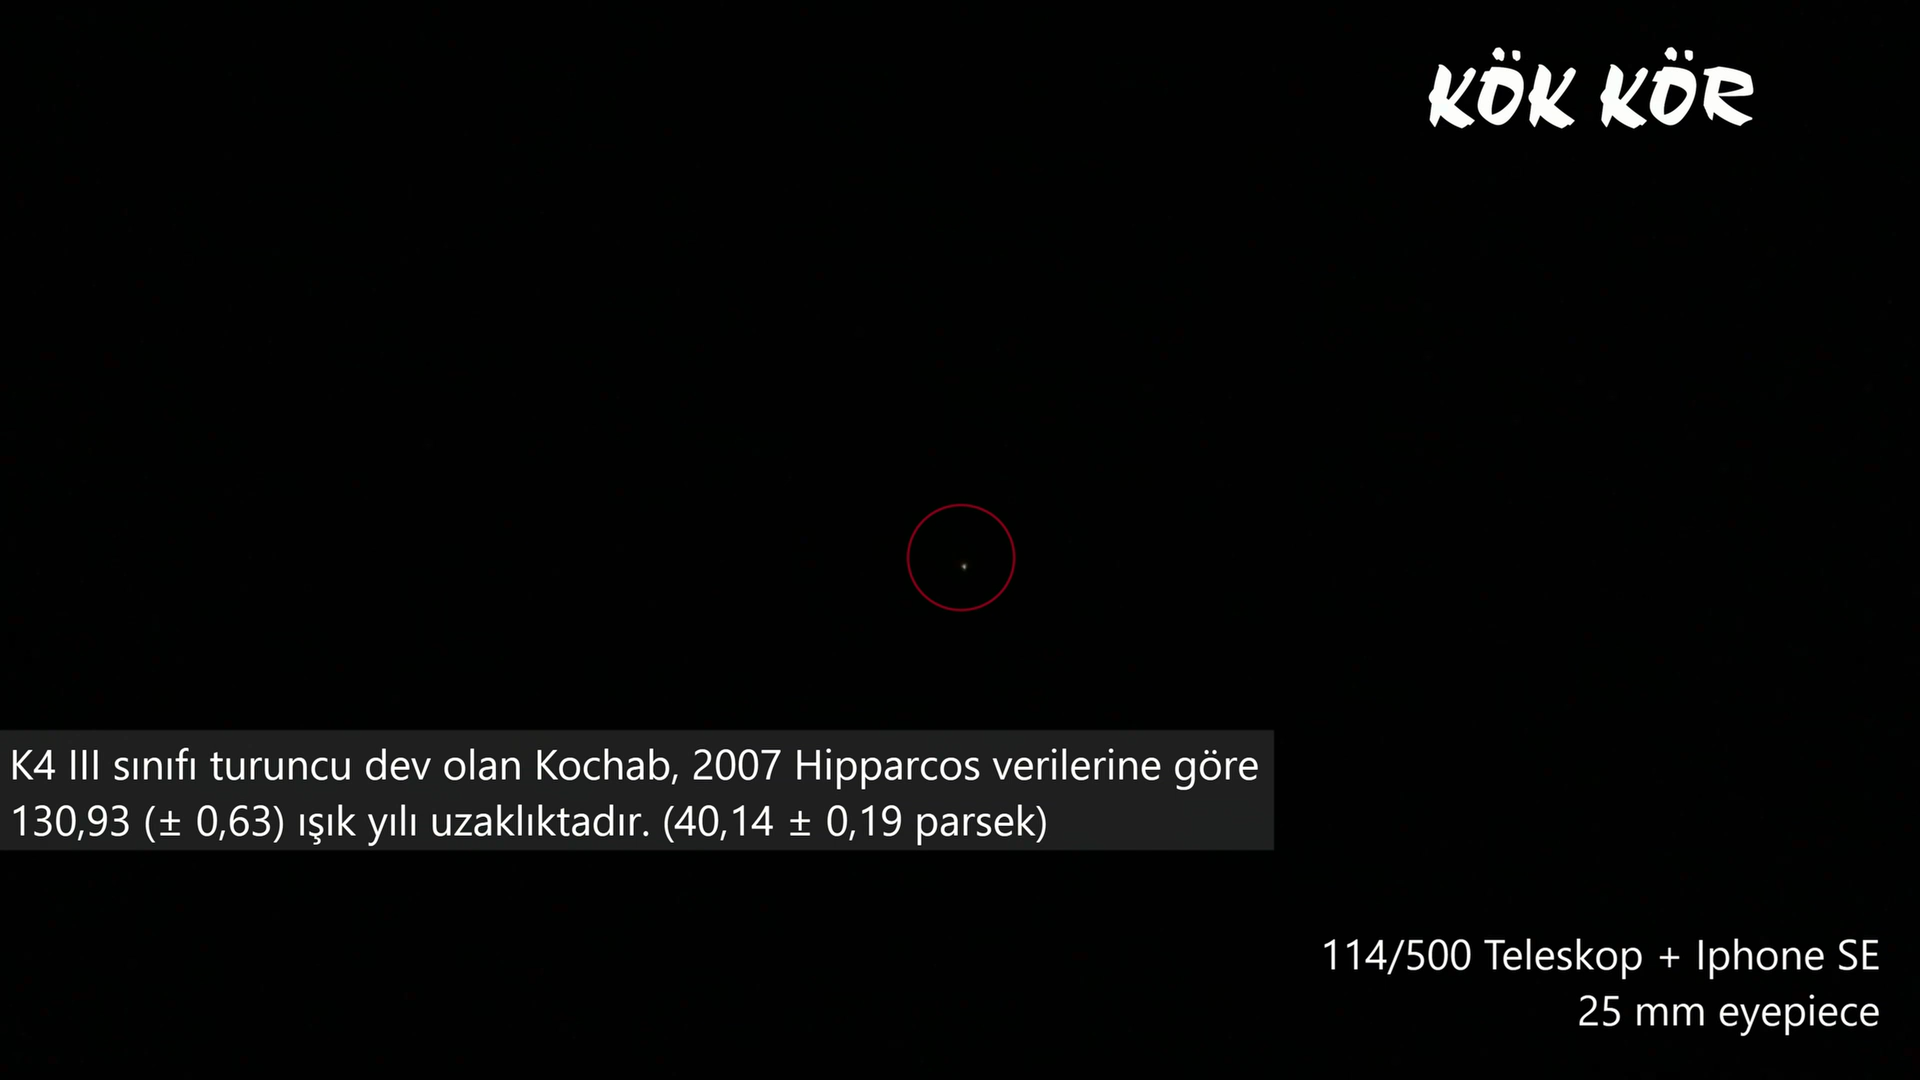 KÖK KÖR
K4 III sınıfı turuncu dev olan Kochab, 2007 Hipparcos verilerine göre
130,93 (± 0,63) ışık yılı uzaklıktadır. (40,14 ± 0,19 parsek)
114/500 Teleskop + Iphone SE
25 mm eyepiece